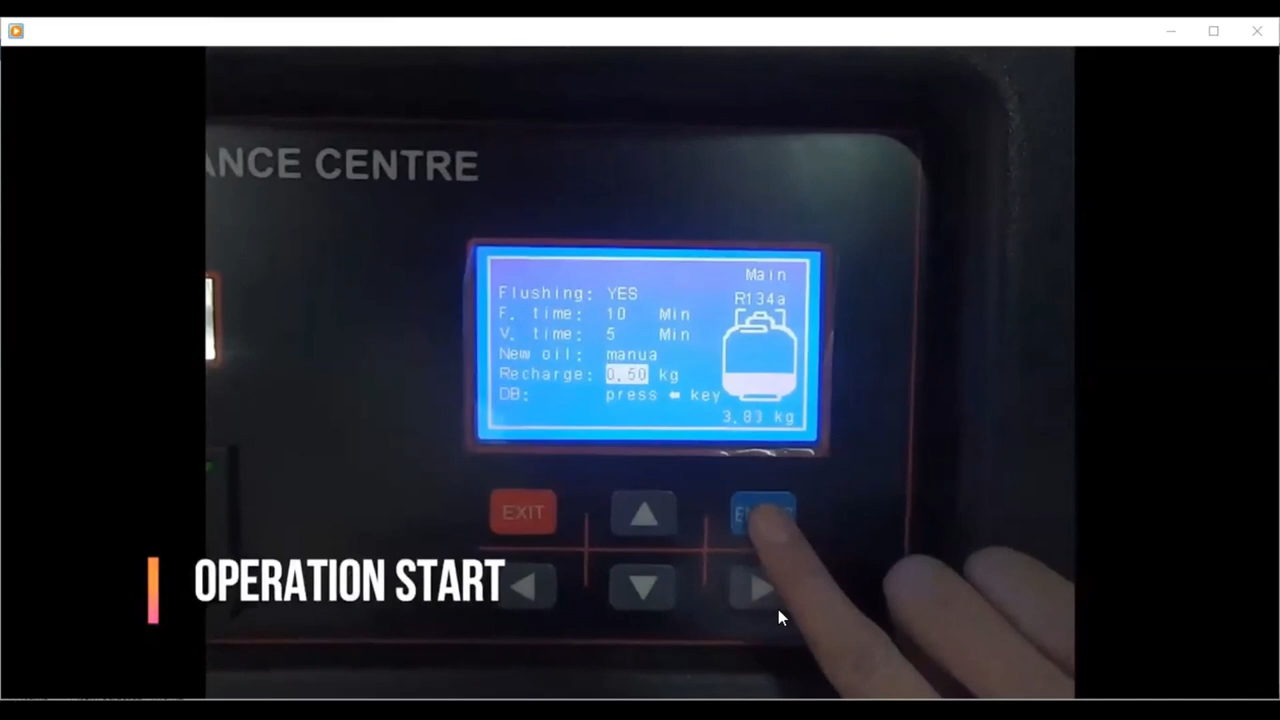 ANCE CENTRE
Main
R134a
Flushing: YES
F. time: 10 Min
V. time: 5 Min
New oil: manua
Recharge: 0.50 kg
DB: press ⬅ key
3.83 kg
EXIT
OPERATION START